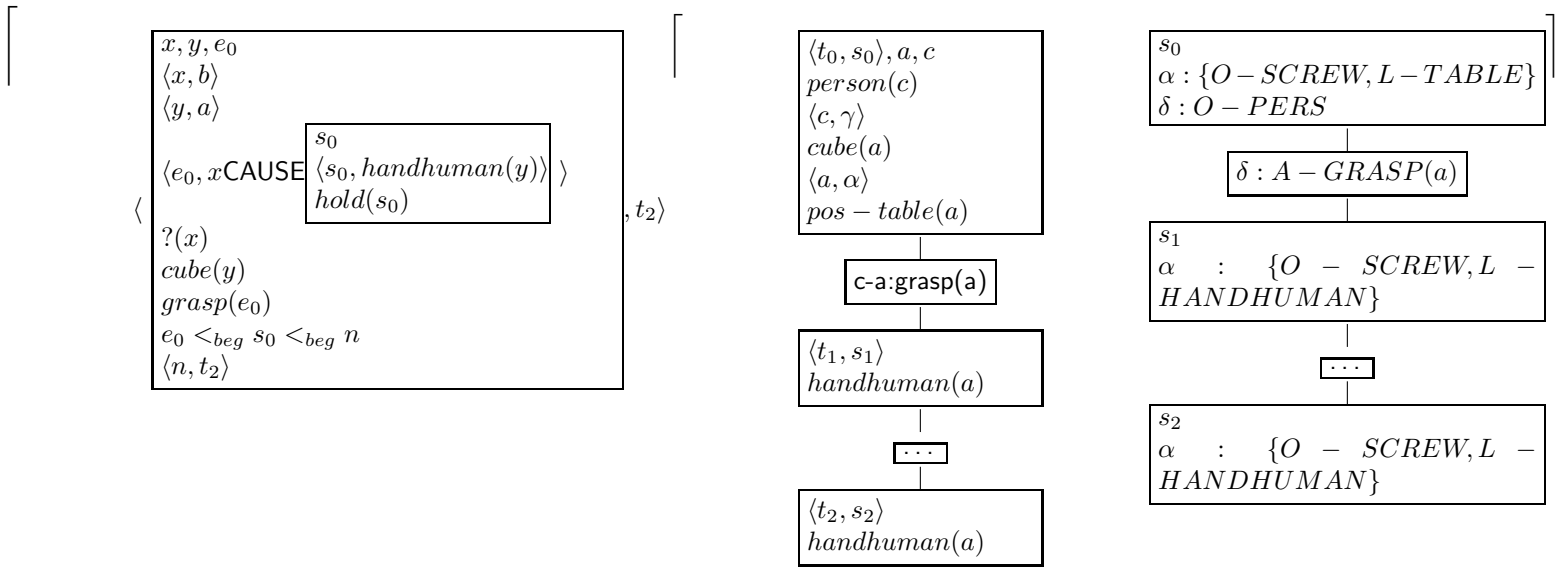 ⟨
x, y, e₀
⟨x, b⟩
⟨y, a⟩
⟨e₀, xCAUSE
s₀
⟨s₀, handhuman(y)⟩
hold(s₀)
⟩
?(x)
cube(y)
grasp(e₀)
e₀ <beg s₀ <beg n
⟨n, t₂⟩
, t₂⟩
⟨t₀, s₀⟩, a, c
person(c)
⟨c, γ⟩
cube(a)
⟨a, α⟩
pos − table(a)
c-a:grasp(a)
⟨t₁, s₁⟩
handhuman(a)
···
⟨t₂, s₂⟩
handhuman(a)
s₀
α : {O − SCREW, L − TABLE}
δ : O − PERS
δ : A − GRASP(a)
s₁
α : {O − SCREW, L −
HANDHUMAN}
···
s₂
α : {O − SCREW, L −
HANDHUMAN}